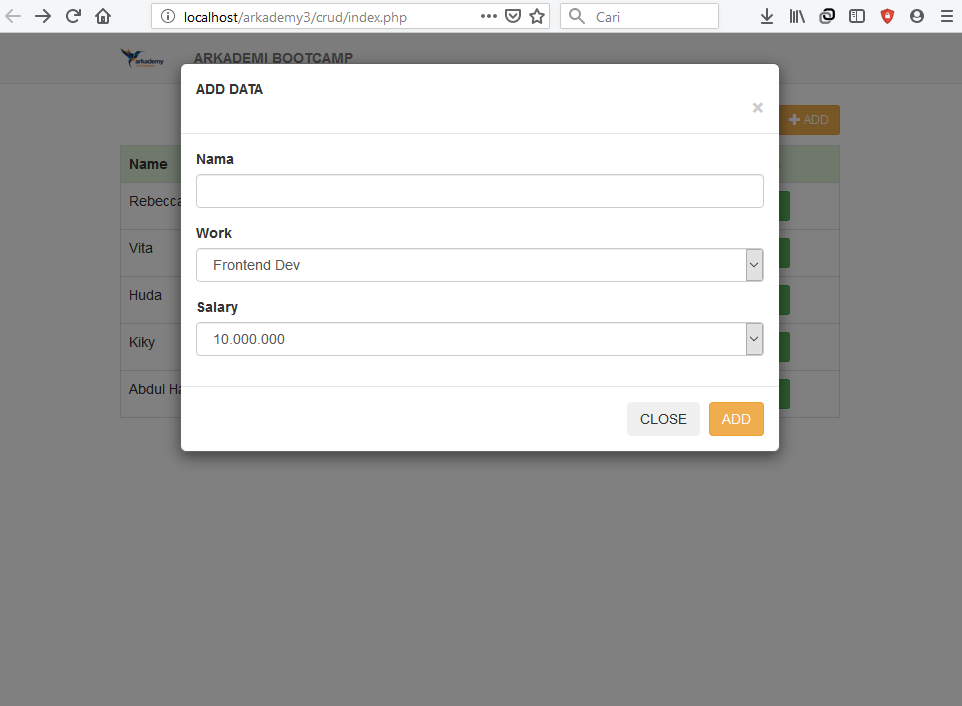 localhost/arkademy3/crud/index.php
Cari
arkademy
ARKADEMI BOOTCAMP
ADD DATA
×
ADD
Name
Nama
Rebecca
Work
Vita
Frontend Dev
Huda
Salary
Kiky
10.000.000
Abdul Ha
CLOSE
ADD